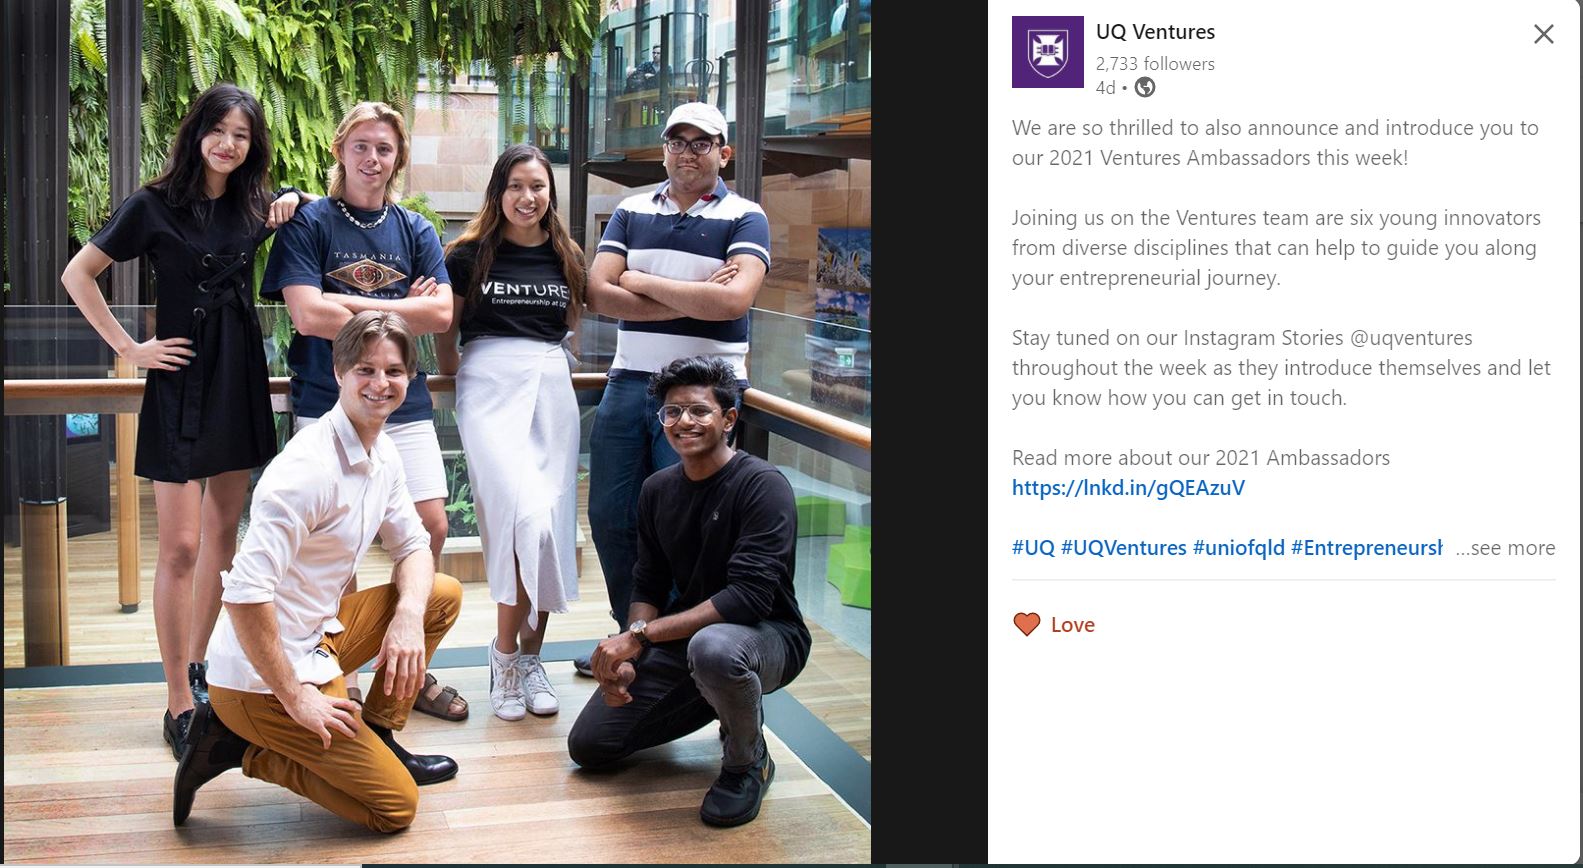 TASMANIA
VENTURE
Entrepreneurship at UQ
UQ Ventures
2,733 followers
4d •
We are so thrilled to also announce and introduce you to
our 2021 Ventures Ambassadors this week!
Joining us on the Ventures team are six young innovators
from diverse disciplines that can help to guide you along
your entrepreneurial journey.
Stay tuned on our Instagram Stories @uqventures
throughout the week as they introduce themselves and let
you know how you can get in touch.
Read more about our 2021 Ambassadors
https://lnkd.in/gQEAzuV
#UQ #UQVentures #uniofqld #Entrepreneursh ...see more
Love